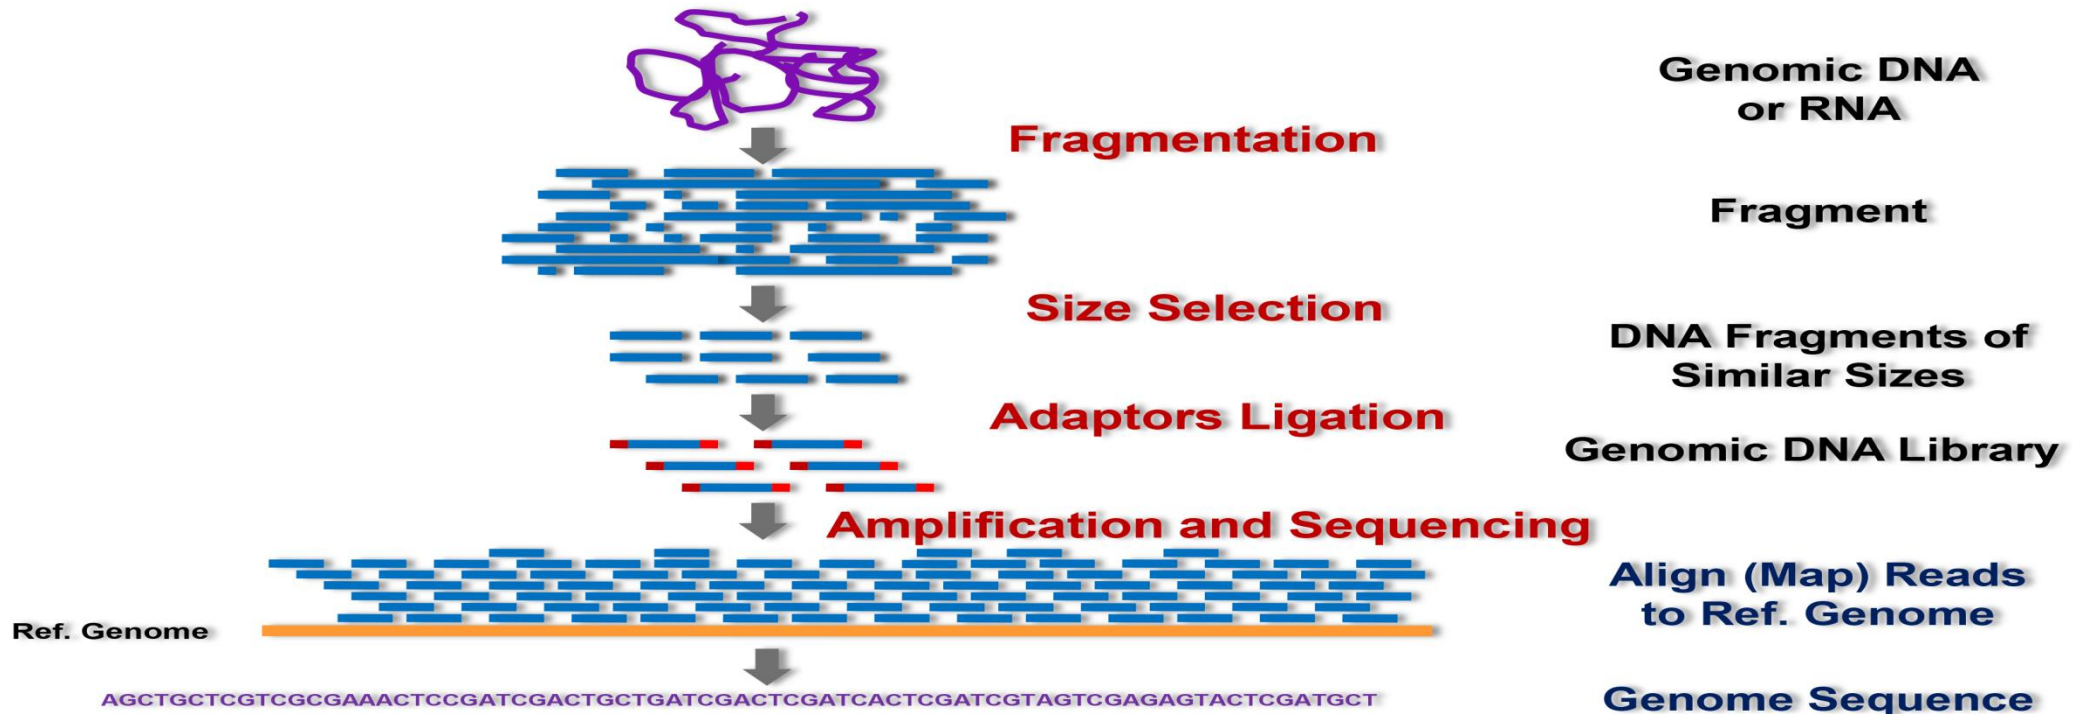 Genomic DNA
or RNA
Fragmentation
Fragment
Size Selection
DNA Fragments of
Similar Sizes
Adaptors Ligation
Genomic DNA Library
Amplification and Sequencing
Align (Map) Reads
to Ref. Genome
Ref. Genome
AGCTGCTCGTCGCGAAACTCCGATCGACTGCTGATCGACTCGATCACTCGATCGTAGTCGAGAGTACTCGATGCT
Genome Sequence